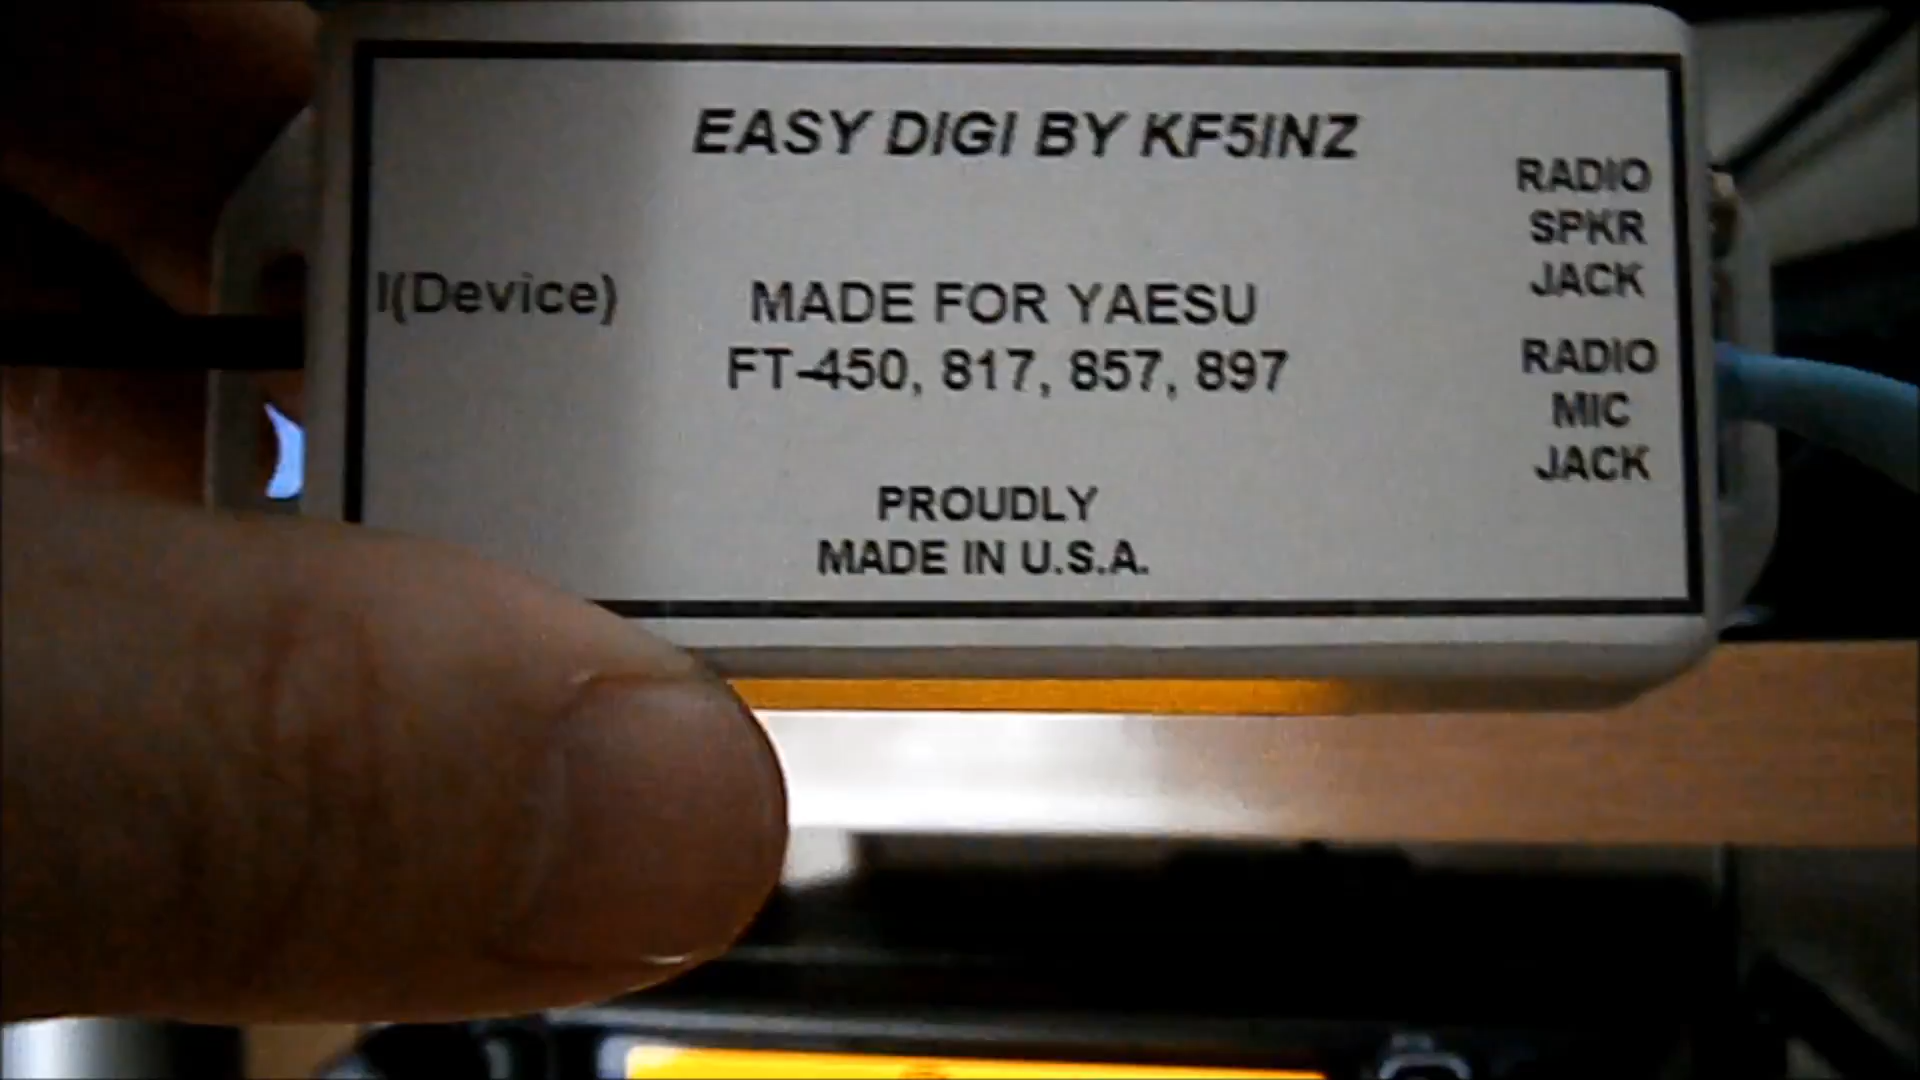 EASY DIGI BY KF5INZ
I(Device)
MADE FOR YAESU
FT-450, 817, 857, 897
PROUDLY
MADE IN U.S.A.
RADIO
SPKR
JACK
RADIO
MIC
JACK